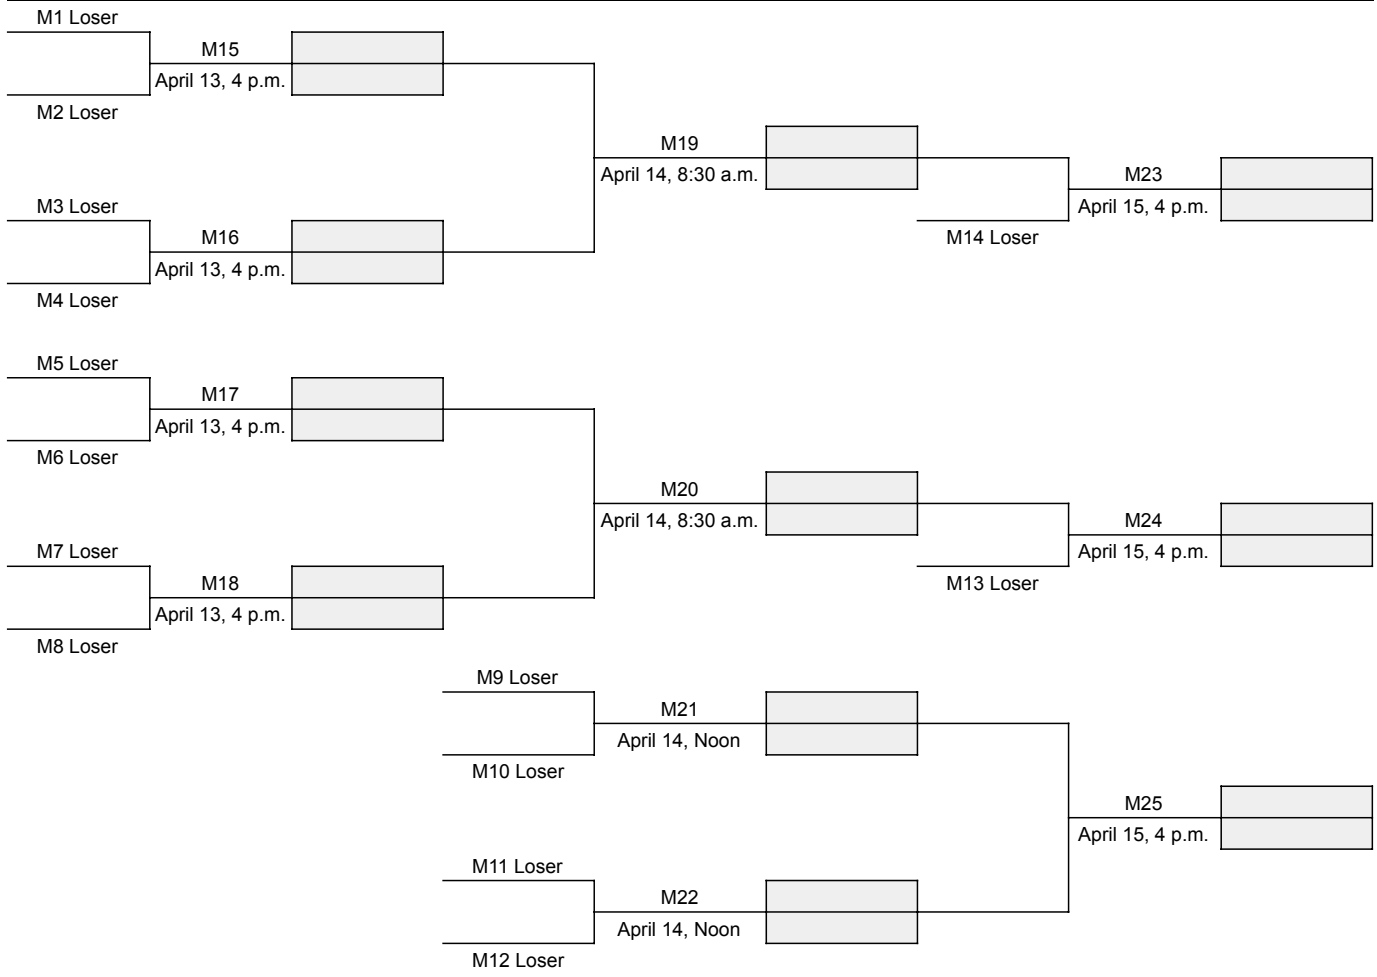 M1 Loser
M15
April 13, 4 p.m.
M2 Loser
M19
April 14, 8:30 a.m.
M23
April 15, 4 p.m.
M3 Loser
M16
April 13, 4 p.m.
M14 Loser
M4 Loser
M5 Loser
M17
April 13, 4 p.m.
M6 Loser
M20
April 14, 8:30 a.m.
M24
April 15, 4 p.m.
M7 Loser
M18
April 13, 4 p.m.
M13 Loser
M8 Loser
M9 Loser
M21
April 14, Noon
M10 Loser
M25
April 15, 4 p.m.
M11 Loser
M22
April 14, Noon
M12 Loser